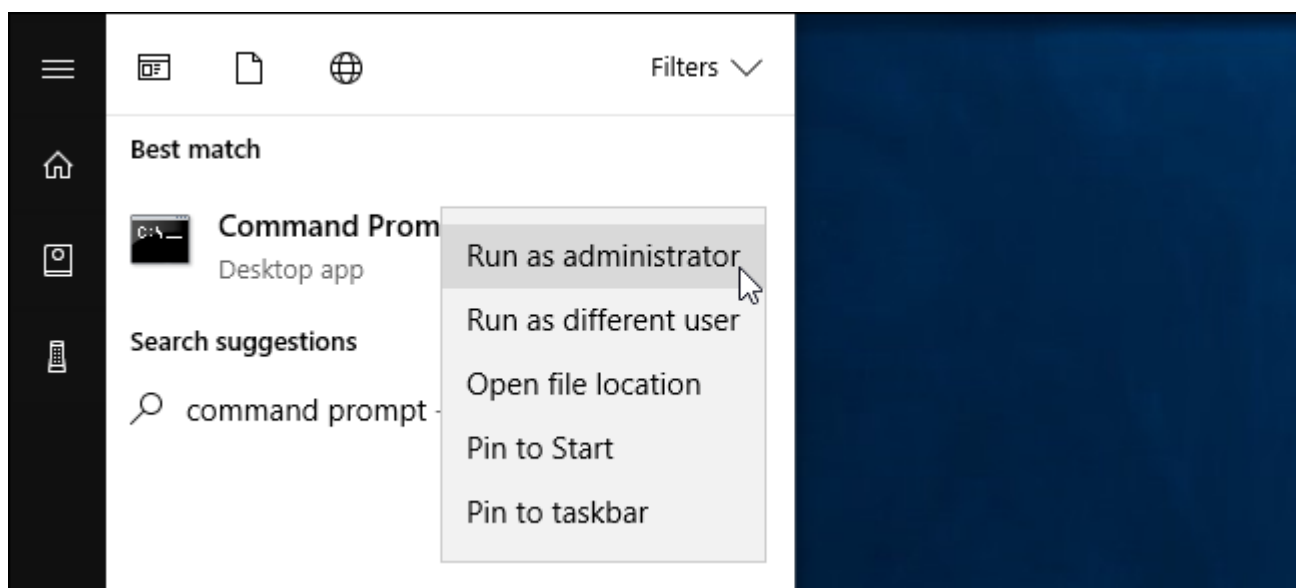 Filters
Best match
Command Prom
Desktop app
Run as administrator
Run as different user
Search suggestions
Open file location
command prompt -
Pin to Start
Pin to taskbar